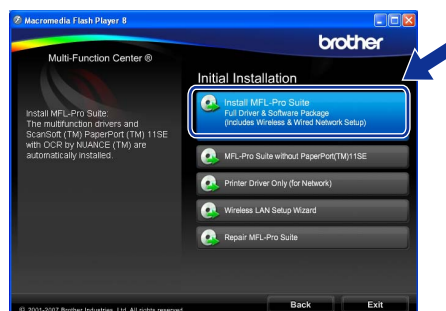 Macromedia Flash Player 8
brother
Multi-Function Center ®
Initial Installation
Install MFL-Pro Suite:
The multifunction drivers and
ScanSoft (TM) PaperPort (TM) 11SE
with OCR by NUANCE (TM) are
automatically installed.
Install MFL-Pro Suite
Full Driver & Software Package
(includes Wireless & Wired Network Setup)
MFL-Pro Suite without PaperPort(TM)11SE
Printer Driver Only (for Network)
Wireless LAN Setup Wizard
Repair MFL-Pro Suite
© 2001-2007 Brother Industries, Ltd. All rights reserved.
Back
Exit